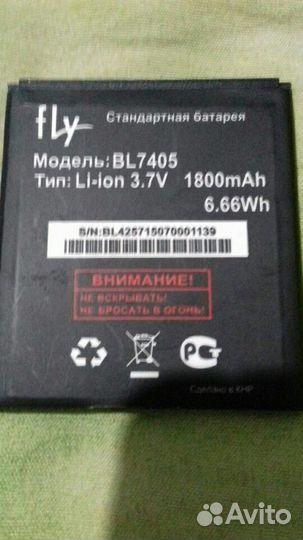 fly Стандартная батарея
Модель: BL7405
Тип: Li-ion 3.7V 1800mAh
6.66Wh
S/N:BL425715070001139
ВНИМАНИЕ!
НЕ ВСКРЫВАТЬ!
НЕ БРОСАТЬ В ОГОНЬ!
Сделано в КНР
Avito